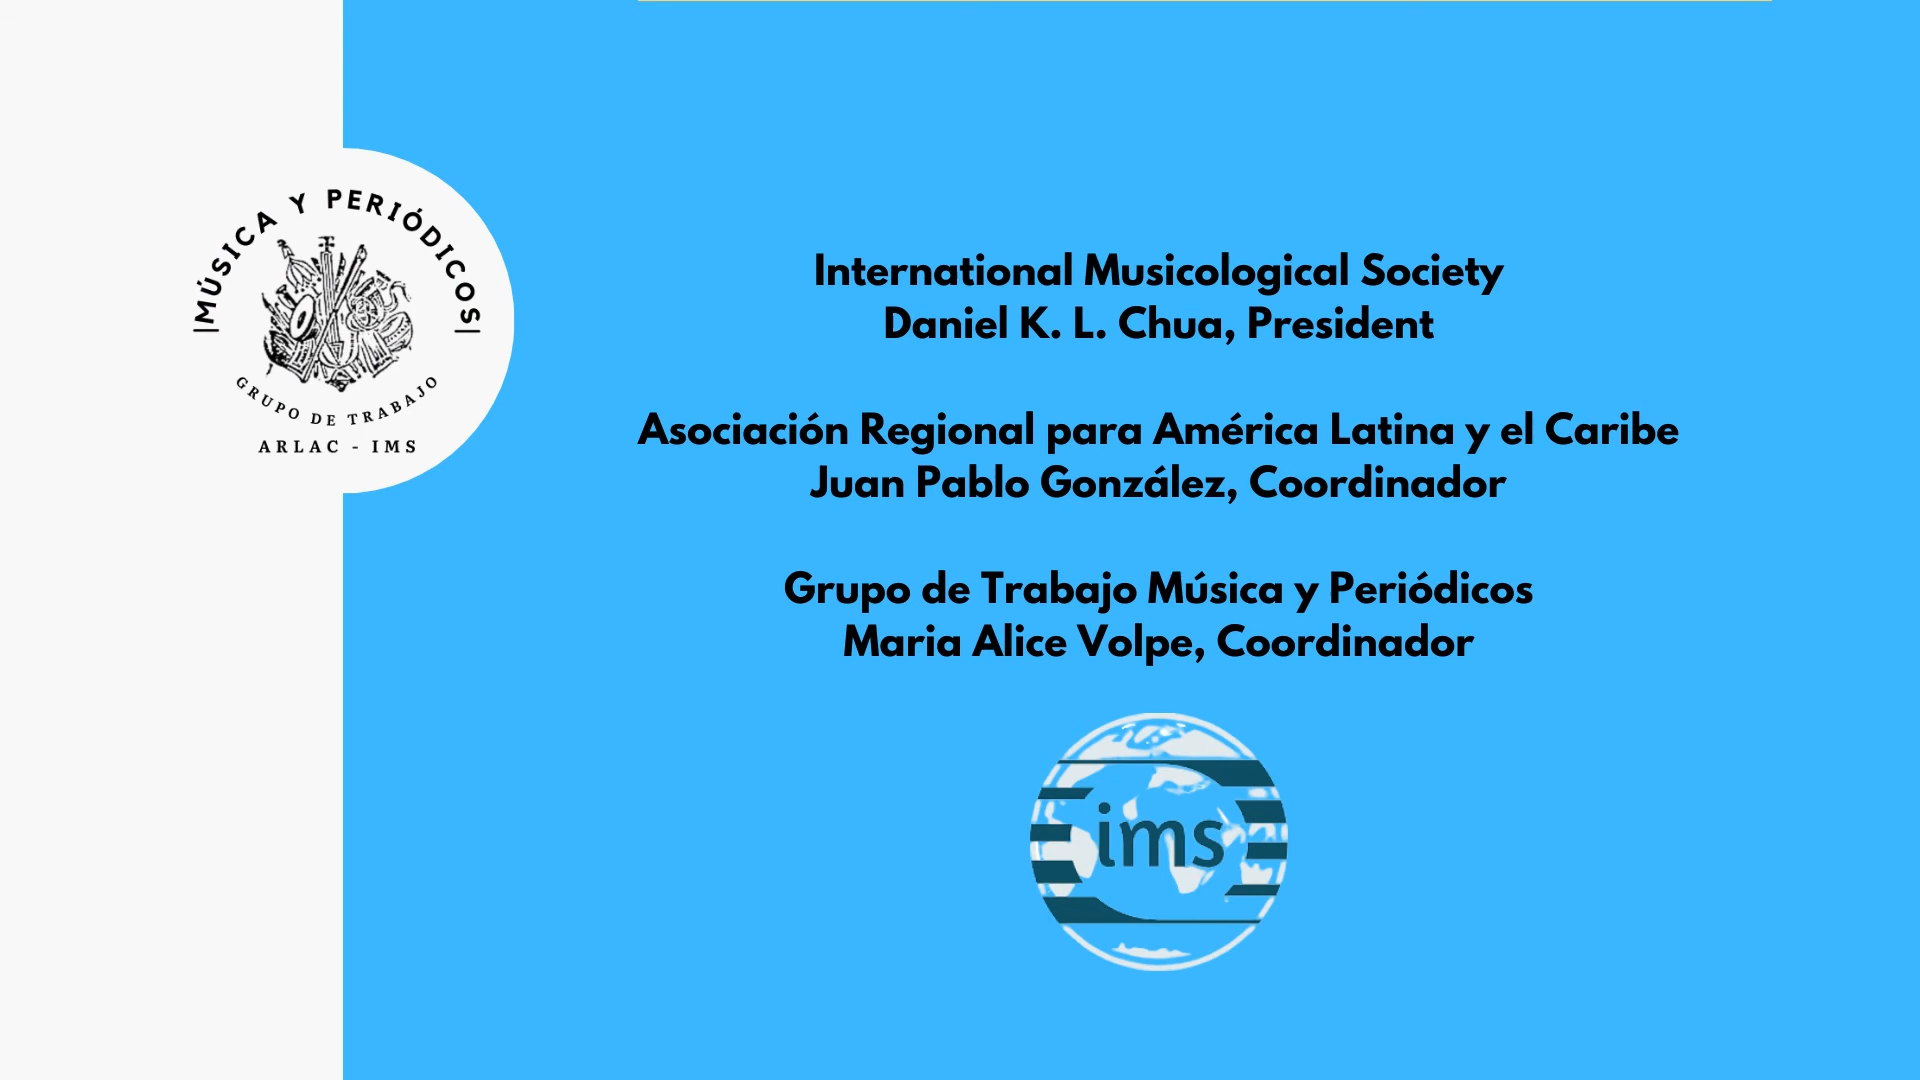 |MÚSICA Y PERIÓDICOS|
GRUPO DE TRABAJO
ARLAC - IMS
International Musicological Society
Daniel K. L. Chua, President
Asociación Regional para América Latina y el Caribe
Juan Pablo González, Coordinador
Grupo de Trabajo Música y Periódicos
Maria Alice Volpe, Coordinador
ims